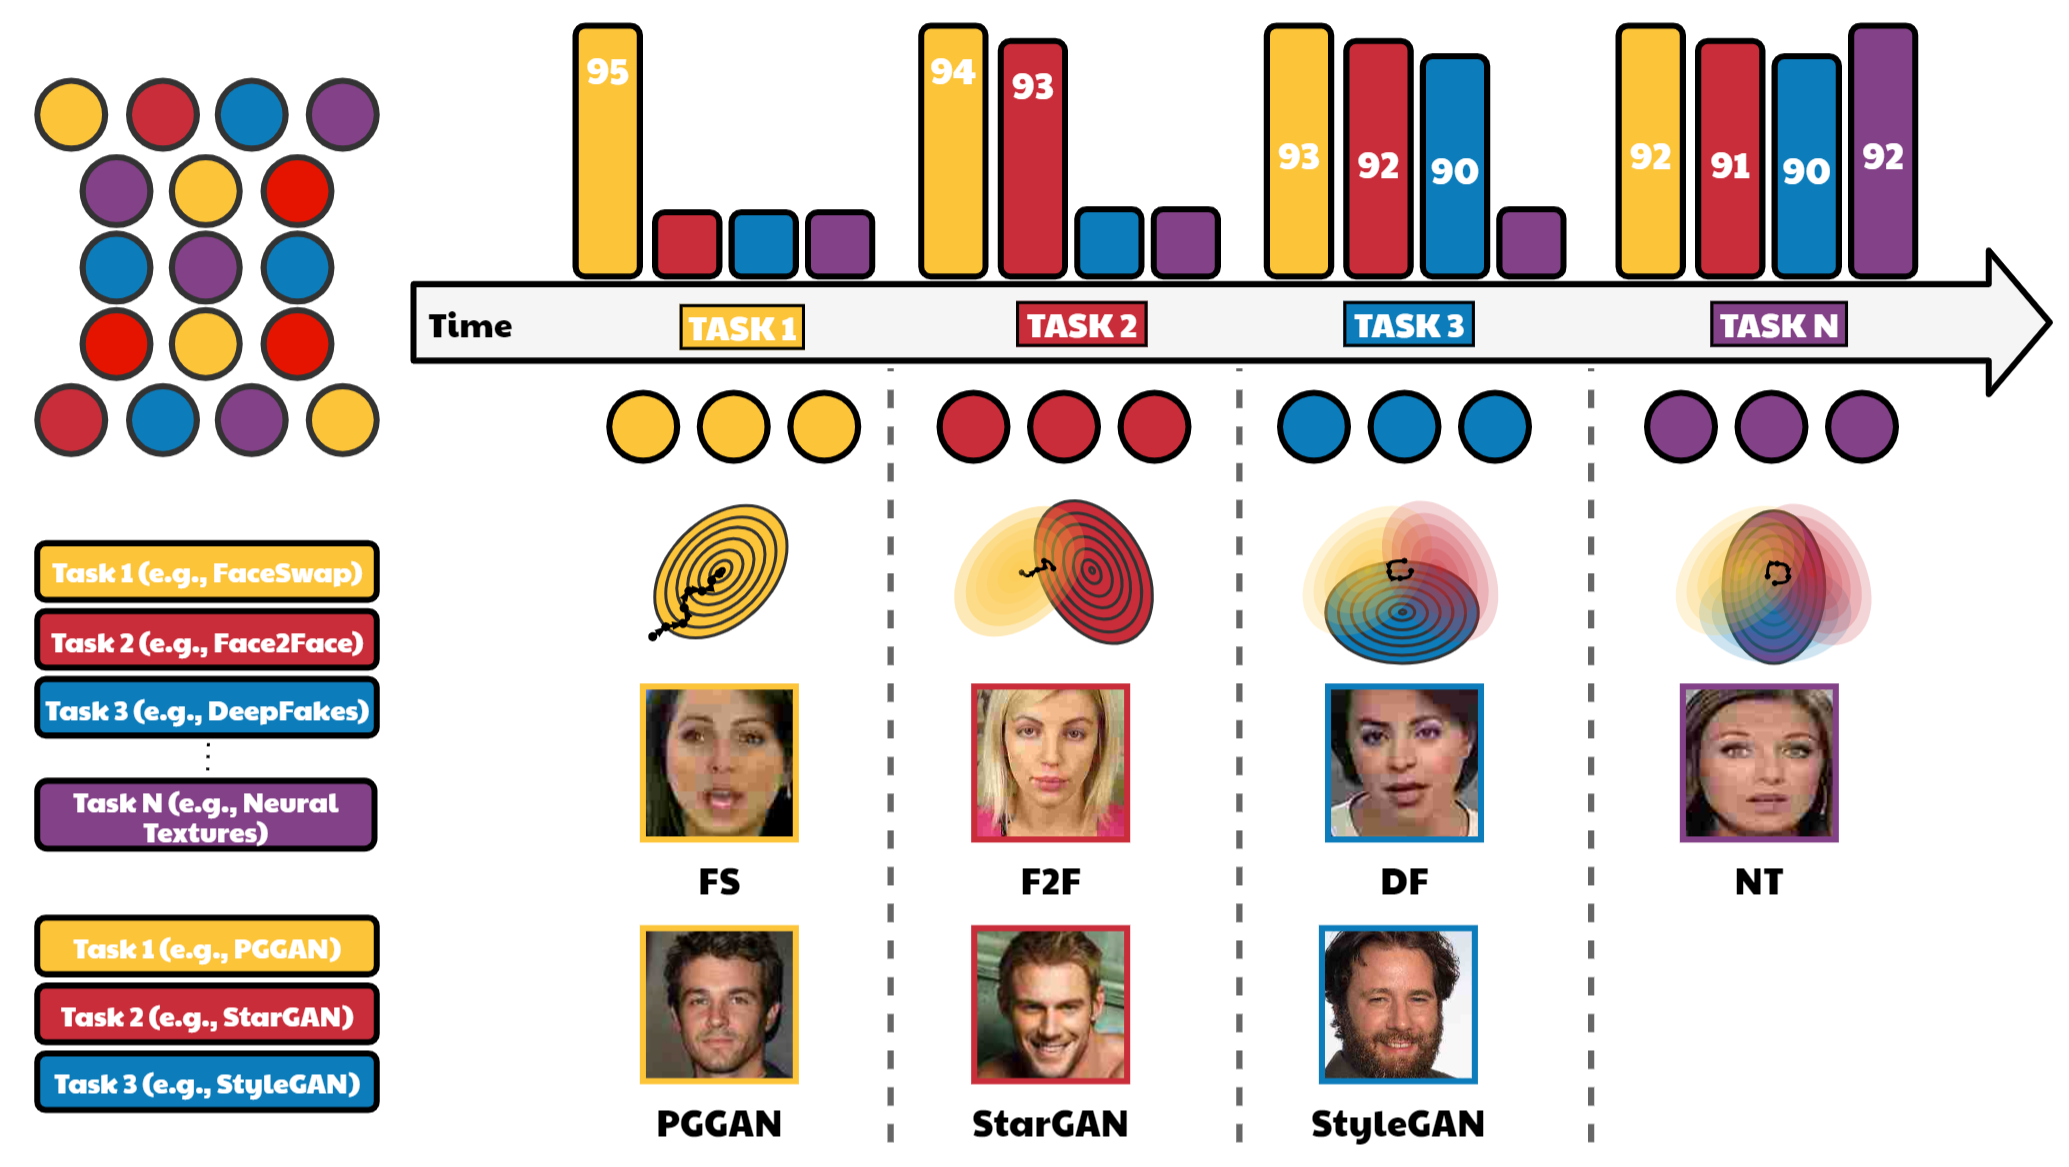 95
94
93
93
92
90
92
91
90
92
Time
TASK 1
TASK 2
TASK 3
TASK N
Task 1 (e.g., FaceSwap)
Task 2 (e.g., Face2Face)
Task 3 (e.g., DeepFakes)
Task N (e.g., Neural
Textures)
FS
F2F
DF
NT
Task 1 (e.g., PGGAN)
Task 2 (e.g., StarGAN)
Task 3 (e.g., StyleGAN)
PGGAN
StarGAN
StyleGAN